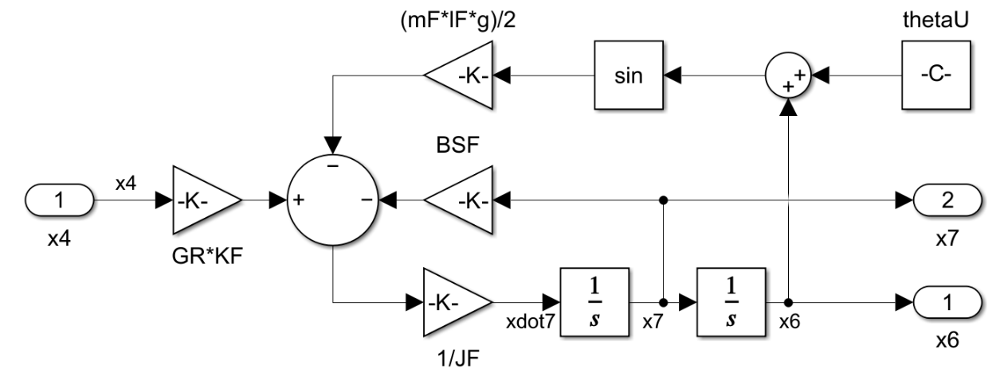 (mF*lF*g)/2
thetaU
-K-
sin
+
+
-C-
BSF
−
1
x4
x4
-K-
+
−
-K-
2
x7
GR*KF
-K-
xdot7
1
s
x7
1
s
x6
1
x6
1/JF